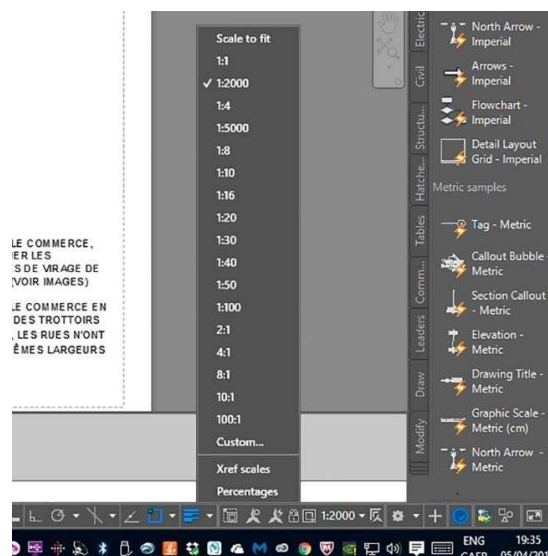 Scale to fit
1:1
1:2000
1:4
1:5000
1:8
1:10
1:16
1:20
1:30
1:40
1:50
1:100
2:1
4:1
8:1
10:1
100:1
Custom...
Xref scales
Percentages
LE COMMERCE,
ER LES
S DE VIRAGE DE
(VOIR IMAGES)
LE COMMERCE EN
DES TROTTOIRS
, LES RUES N'ONT
ÊMES LARGEURS
Electric
Civil
Structu...
Hatche...
Tables
Comm...
Leaders
Draw
Modify
North Arrow -
Imperial
Arrows -
Imperial
Flowchart -
Imperial
Detail Layout
Grid - Imperial
Metric samples
Tag - Metric
Callout Bubble -
Metric
Section Callout
- Metric
Elevation -
Metric
Drawing Title -
Metric
Graphic Scale -
Metric (cm)
North Arrow -
Metric
1:2000
ENG
19:35